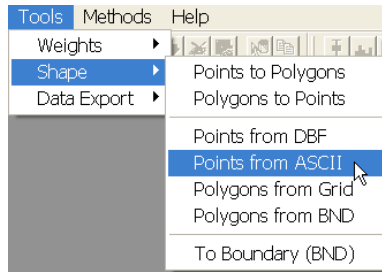 Tools Methods Help
Weights
Shape
Data Export
Points to Polygons
Polygons to Points
Points from DBF
Points from ASCII
Polygons from Grid
Polygons from BND
To Boundary (BND)